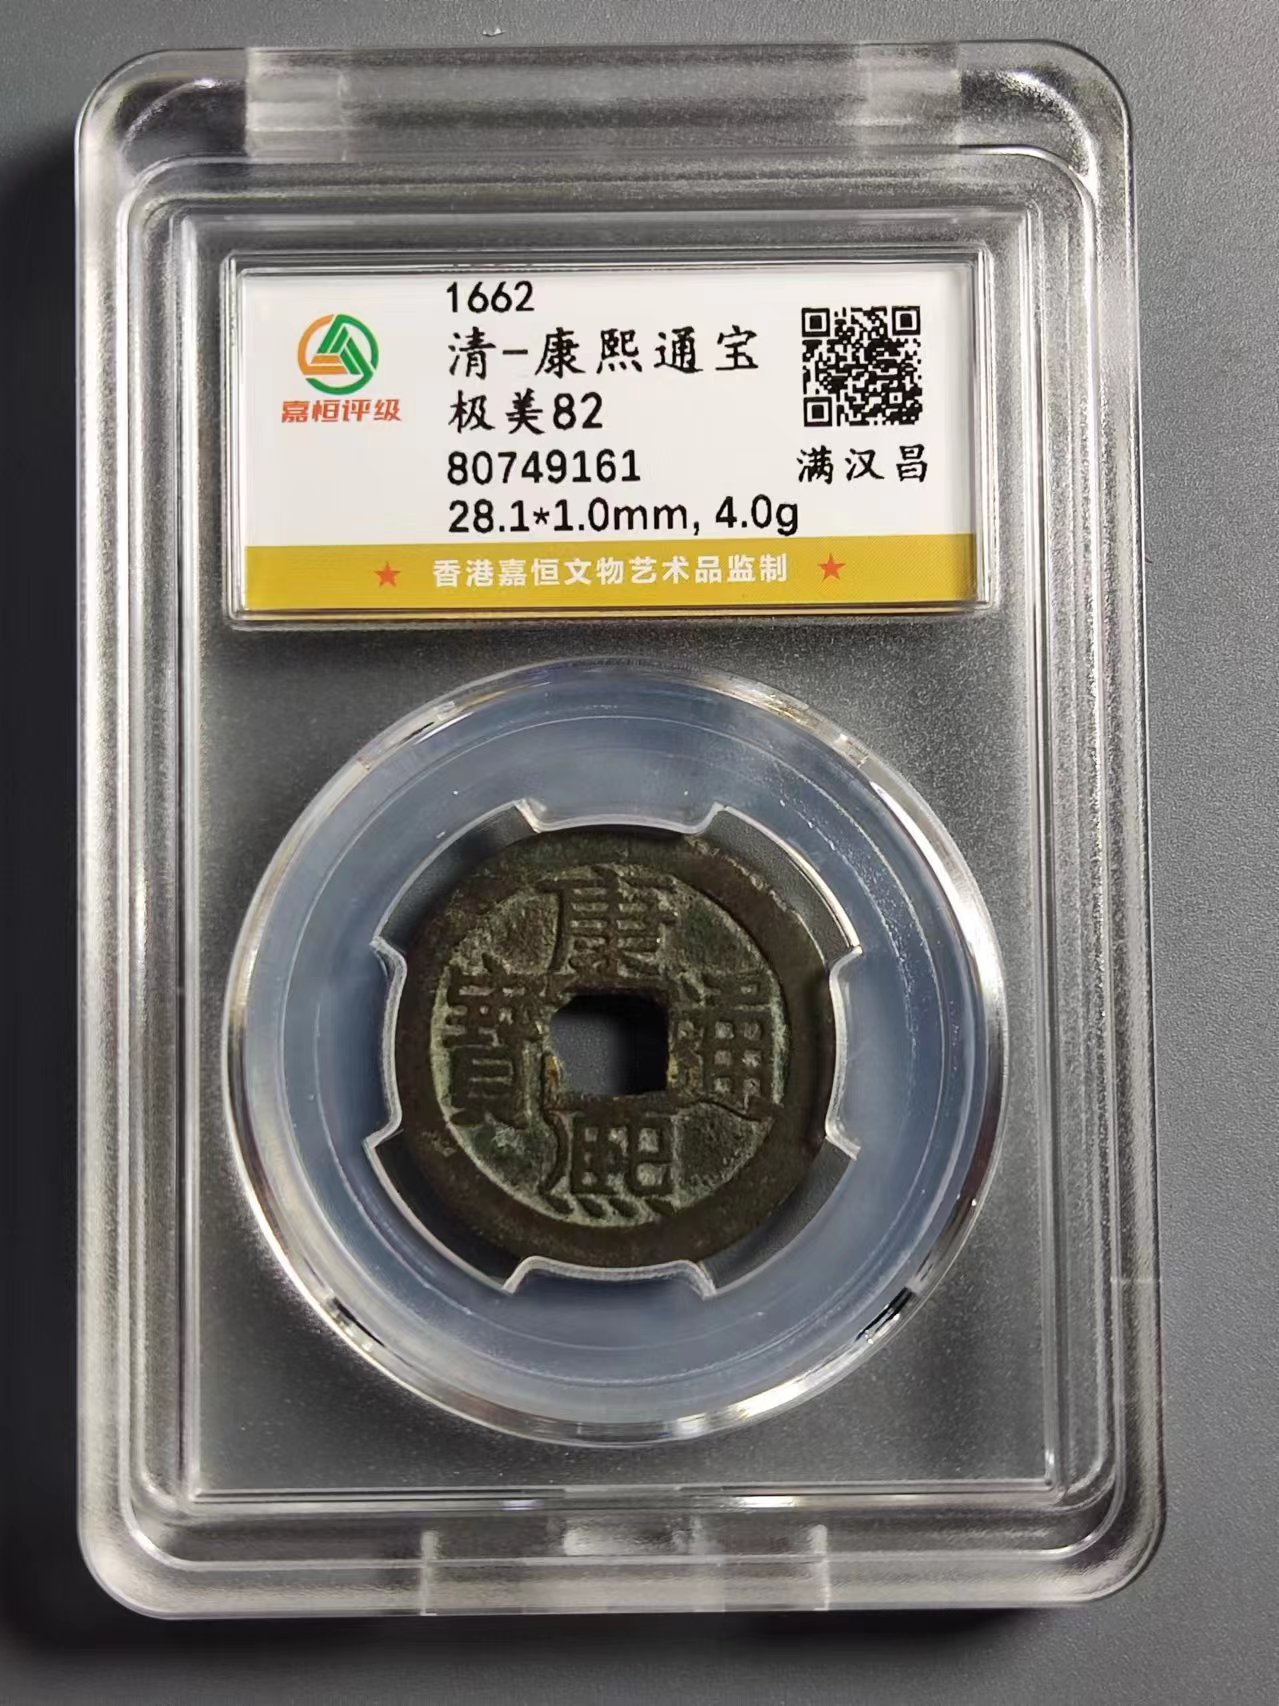 1662
清-康熙通宝
极美82
嘉恒评级
80749161
满汉昌
28.1*1.0mm, 4.0g
★ 香港嘉恒文物艺术品监制 ★
康熙通寶